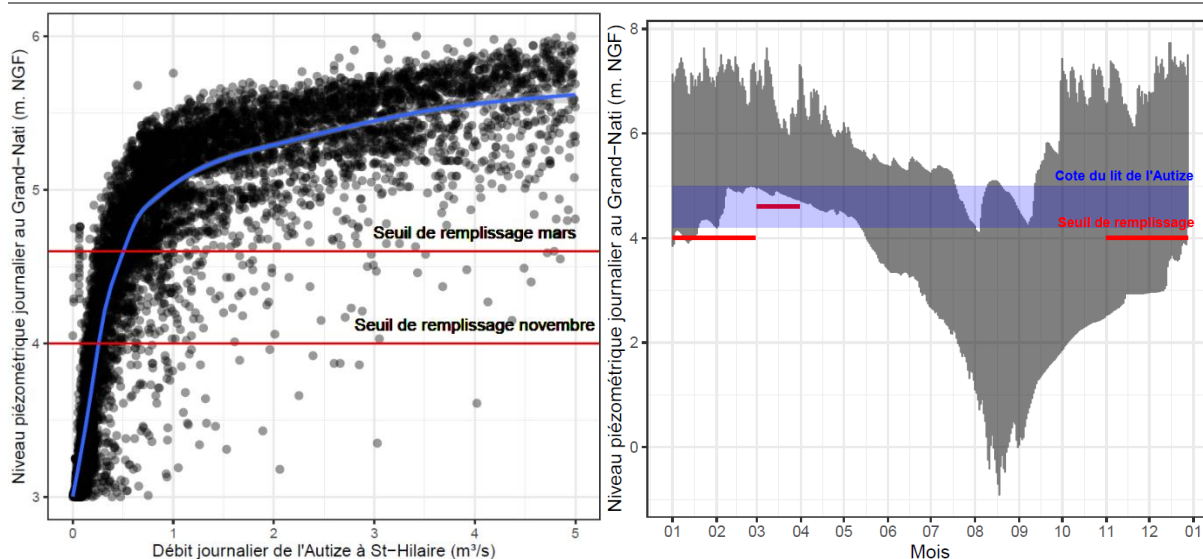 Niveau piézométrique journalier au Grand-Nati (m. NGF)
6
5
4
3
Seuil de remplissage mars
Seuil de remplissage novembre
0 1 2 3 4 5
Débit journalier de l'Autize à St-Hilaire (m³/s)
Niveau piézométrique journalier au Grand-Nati (m. NGF)
8
6
4
2
0
Cote du lit de l'Autize
Seuil de remplissage
01 02 03 04 05 06 07 08 09 10 11 12 01
Mois